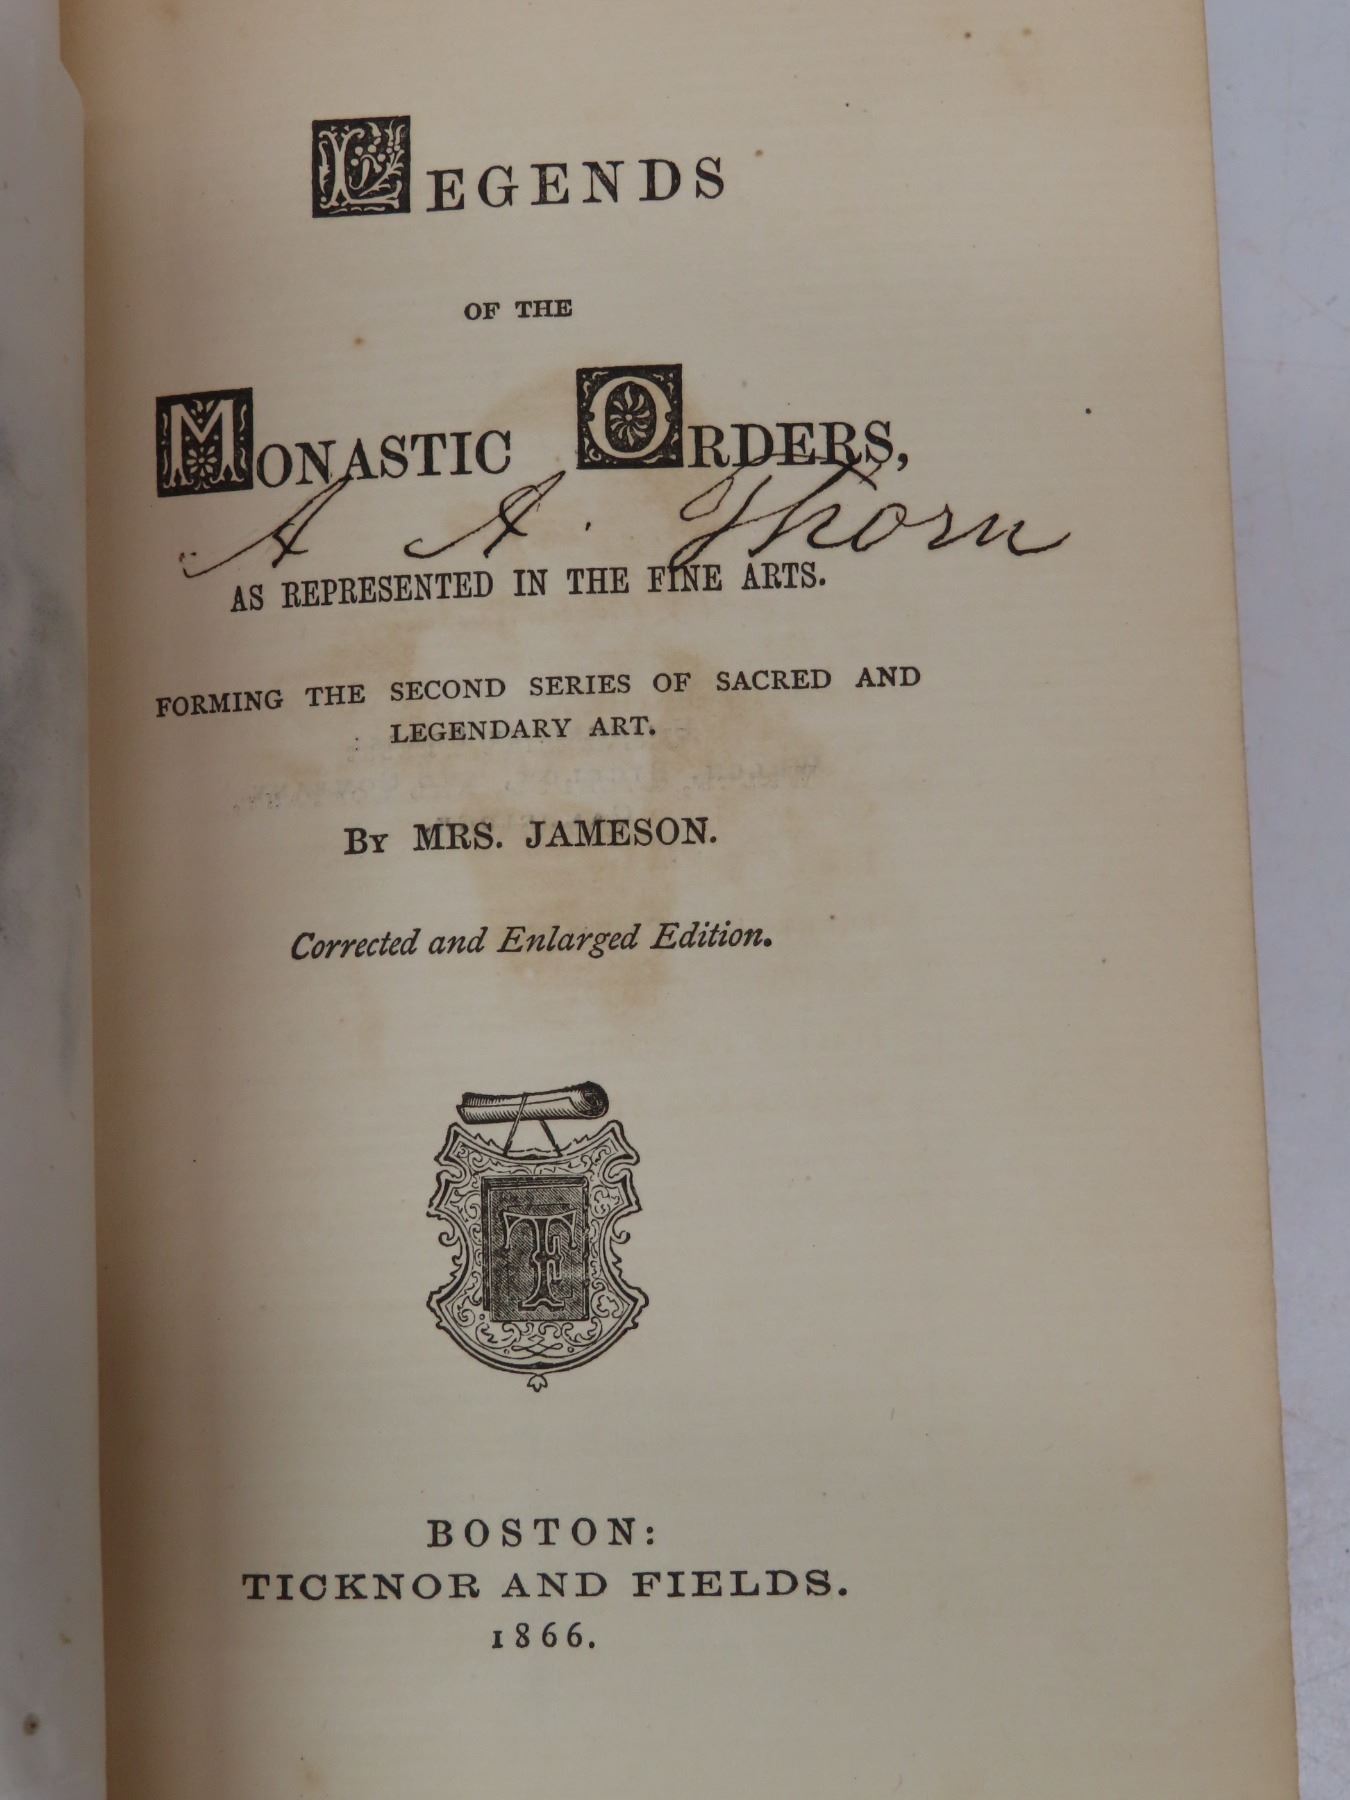 LEGENDS
OF THE
MONASTIC ORDERS,
A A. Thorn
AS REPRESENTED IN THE FINE ARTS.
FORMING THE SECOND SERIES OF SACRED AND
LEGENDARY ART.
By MRS. JAMESON.
Corrected and Enlarged Edition.
TF
BOSTON:
TICKNOR AND FIELDS.
1866.